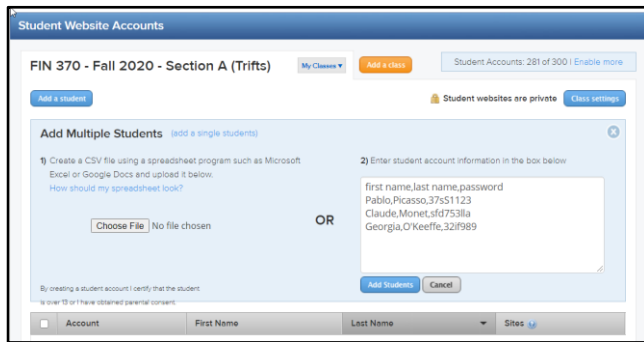 Student Website Accounts
FIN 370 - Fall 2020 - Section A (Trifts)
My Classes ▼
Add a class
Student Accounts: 281 of 300 | Enable more
Add a student
Student websites are private
Class settings
Add Multiple Students (add a single students)
1) Create a CSV file using a spreadsheet program such as Microsoft
Excel or Google Docs and upload it below.
How should my spreadsheet look?
Choose File No file chosen
OR
2) Enter student account information in the box below
first name,last name,password
Pablo,Picasso,37sS1123
Claude,Monet,sfd753lla
Georgia,O'Keeffe,32if989
Add Students
Cancel
By creating a student account I certify that the student
is over 13 or I have obtained parental consent.
Account
First Name
Last Name
Sites